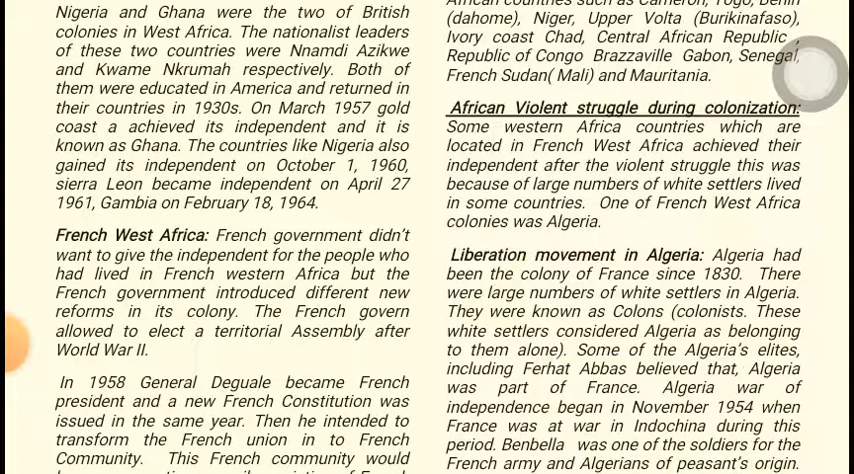 Nigeria and Ghana were the two of British
colonies in West Africa. The nationalist leaders
of these two countries were Nnamdi Azikwe
and Kwame Nkrumah respectively. Both of
them were educated in America and returned in
their countries in 1930s. On March 1957 gold
coast a achieved its independent and it is
known as Ghana. The countries like Nigeria also
gained its independent on October 1, 1960,
sierra Leon became independent on April 27
1961, Gambia on February 18, 1964.
French West Africa: French government didn't
want to give the independent for the people who
had lived in French western Africa but the
French government introduced different new
reforms in its colony. The French govern
allowed to elect a territorial Assembly after
World War II.
In 1958 General Deguale became French
president and a new French Constitution was
issued in the same year. Then he intended to
transform the French union in to French
Community. This French community would
African countries such as Cameron, Togo, Benin
(dahome), Niger, Upper Volta (Burikinafaso),
Ivory coast Chad, Central African Republic ,
Republic of Congo Brazzaville Gabon, Senegal,
French Sudan( Mali) and Mauritania.
African Violent struggle during colonization:
Some western Africa countries which are
located in French West Africa achieved their
independent after the violent struggle this was
because of large numbers of white settlers lived
in some countries. One of French West Africa
colonies was Algeria.
Liberation movement in Algeria: Algeria had
been the colony of France since 1830. There
were large numbers of white settlers in Algeria.
They were known as Colons (colonists. These
white settlers considered Algeria as belonging
to them alone). Some of the Algeria's elites,
including Ferhat Abbas believed that, Algeria
was part of France. Algeria war of
independence began in November 1954 when
France was at war in Indochina during this
period. Benbella was one of the soldiers for the
French army and Algerians of peasant's origin.